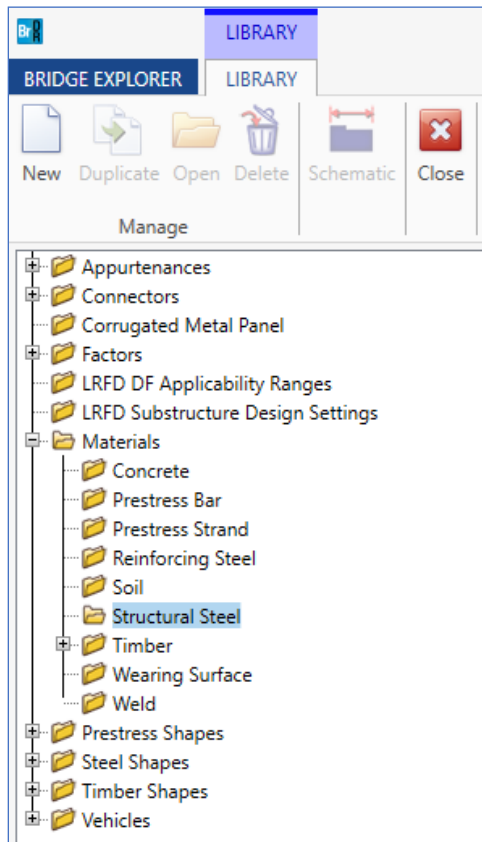 Br DR
LIBRARY
BRIDGE EXPLORER LIBRARY
New Duplicate Open Delete Schematic Close
Manage
Appurtenances
Connectors
Corrugated Metal Panel
Factors
LRFD DF Applicability Ranges
LRFD Substructure Design Settings
Materials
Concrete
Prestress Bar
Prestress Strand
Reinforcing Steel
Soil
Structural Steel
Timber
Wearing Surface
Weld
Prestress Shapes
Steel Shapes
Timber Shapes
Vehicles